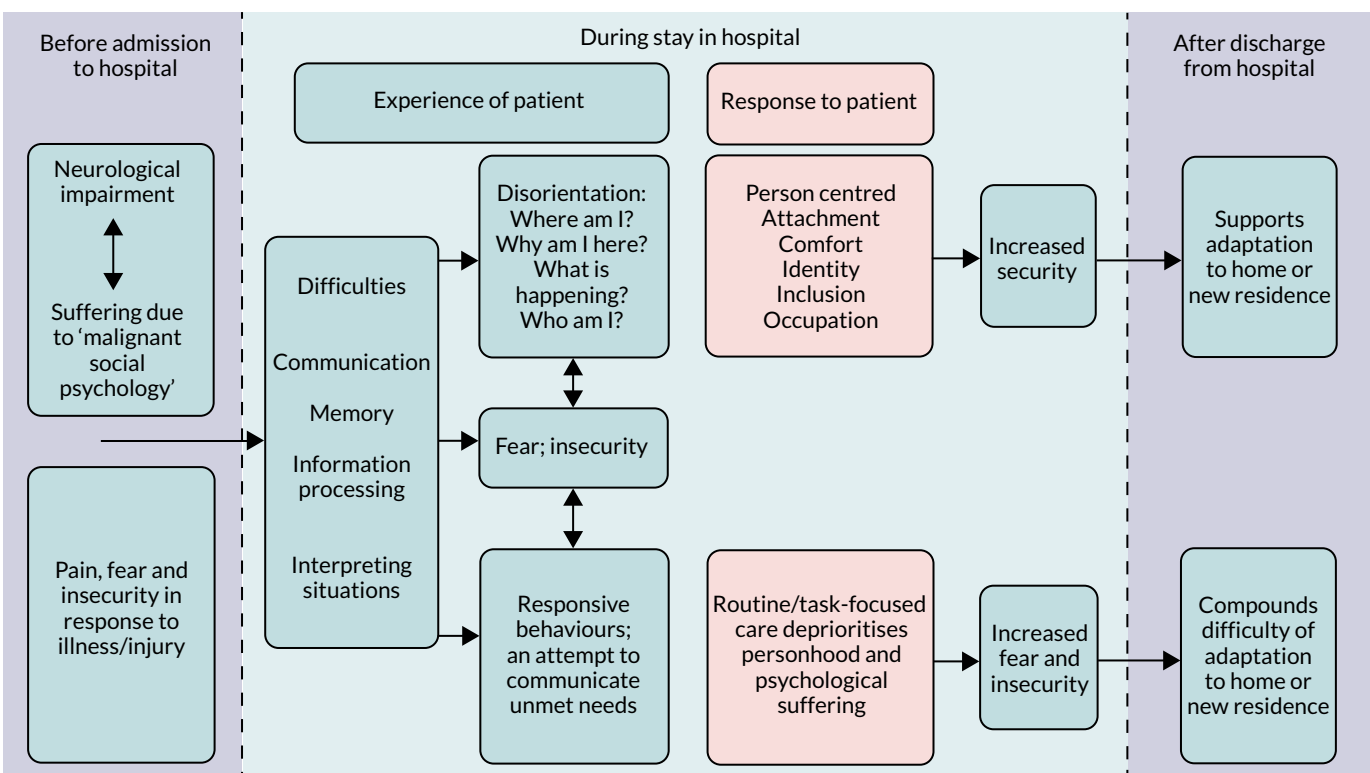 Before admission
to hospital
During stay in hospital
After discharge
from hospital
Experience of patient
Response to patient
Neurological
impairment
Suffering due
to ‘malignant
social
psychology’
Pain, fear and
insecurity in
response to
illness/injury
Difficulties
Communication
Memory
Information
processing
Interpreting
situations
Disorientation:
Where am I?
Why am I here?
What is
happening?
Who am I?
Fear; insecurity
Responsive
behaviours;
an attempt to
communicate
unmet needs
Person centred
Attachment
Comfort
Identity
Inclusion
Occupation
Increased
security
Supports
adaptation
to home or
new residence
Routine/task-focused
care deprioritises
personhood and
psychological
suffering
Increased
fear and
insecurity
Compounds
difficulty of
adaptation
to home or
new residence